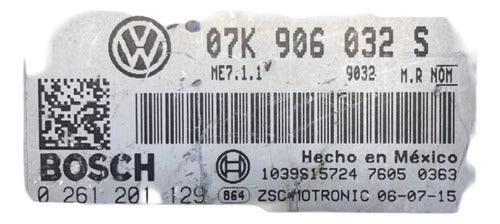 07K 906 032 S
ME7.1.1 9032 M.R NOM
BOSCH
Hecho en México
1039S15724 7605 0363
0 261 201 129 864 ZSC MOTRONIC 06-07-15